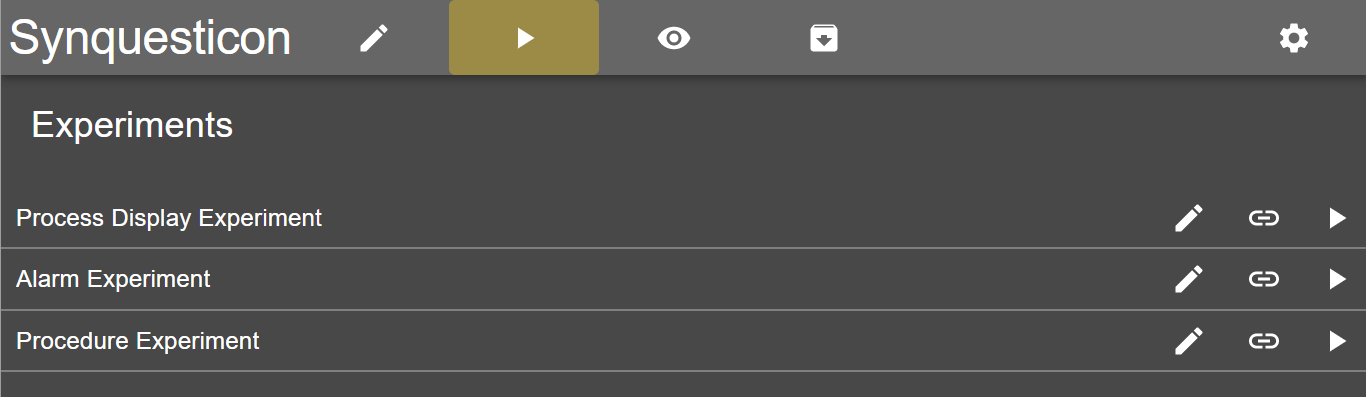 Synquesticon
Experiments
Process Display Experiment
Alarm Experiment
Procedure Experiment